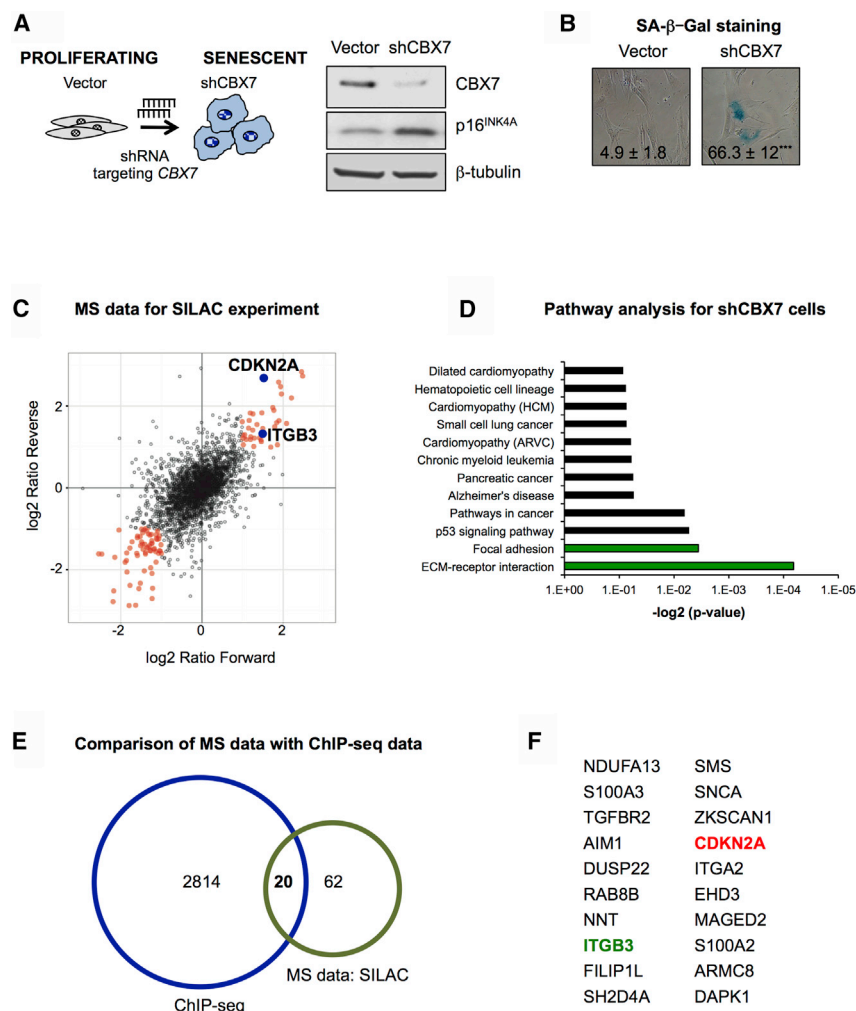 A
PROLIFERATING
SENESCENT
Vector
shCBX7
shRNA
targeting CBX7
Vector shCBX7
CBX7
p16INK4A
β-tubulin
B
SA-β−Gal staining
Vector
shCBX7
4.9 ± 1.8
66.3 ± 12***
C
MS data for SILAC experiment
CDKN2A
ITGB3
2
0
-2
-2
0
2
log2 Ratio Reverse
log2 Ratio Forward
D
Pathway analysis for shCBX7 cells
Dilated cardiomyopathy
Hematopoietic cell lineage
Cardiomyopathy (HCM)
Small cell lung cancer
Cardiomyopathy (ARVC)
Chronic myeloid leukemia
Pancreatic cancer
Alzheimer's disease
Pathways in cancer
p53 signaling pathway
Focal adhesion
ECM-receptor interaction
1.E+00 1.E-01 1.E-02 1.E-03 1.E-04 1.E-05
-log2 (p-value)
E
Comparison of MS data with ChIP-seq data
2814
20
62
MS data: SILAC
ChIP-seq
F
NDUFA13 SMS
S100A3 SNCA
TGFBR2 ZKSCAN1
AIM1 CDKN2A
DUSP22 ITGA2
RAB8B EHD3
NNT MAGED2
ITGB3 S100A2
FILIP1L ARMC8
SH2D4A DAPK1